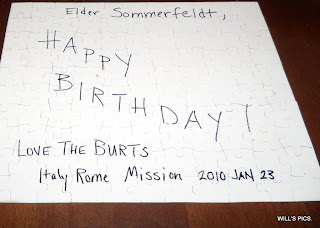 Elder Sommerfeldt,
HAPPY
BIRTHDAY!
LOVE THE BURTS
Italy Rome Mission 2010 JAN 23
WILL'S PICS.